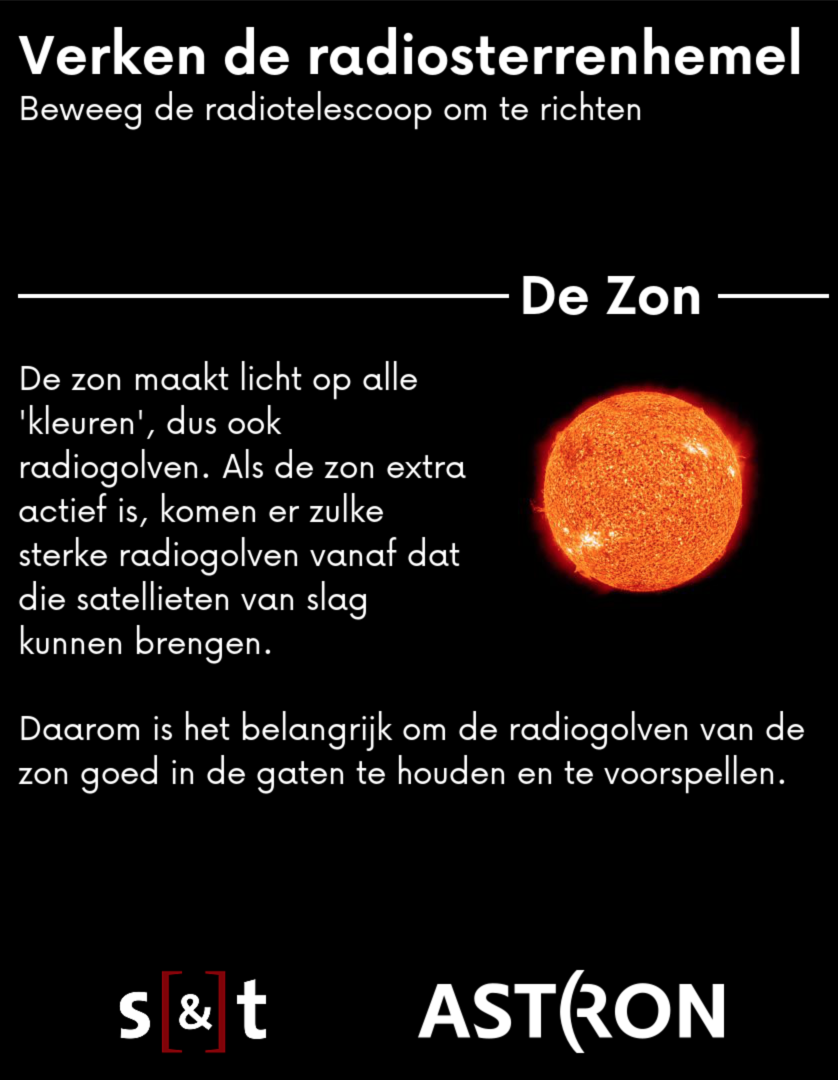 Verken de radiosterrenhemel
Beweeg de radiotelescoop om te richten
De Zon
De zon maakt licht op alle
'kleuren', dus ook
radiogolven. Als de zon extra
actief is, komen er zulke
sterke radiogolven vanaf dat
die satellieten van slag
kunnen brengen.
Daarom is het belangrijk om de radiogolven van de
zon goed in de gaten te houden en te voorspellen.
s[&]t
ASTRON